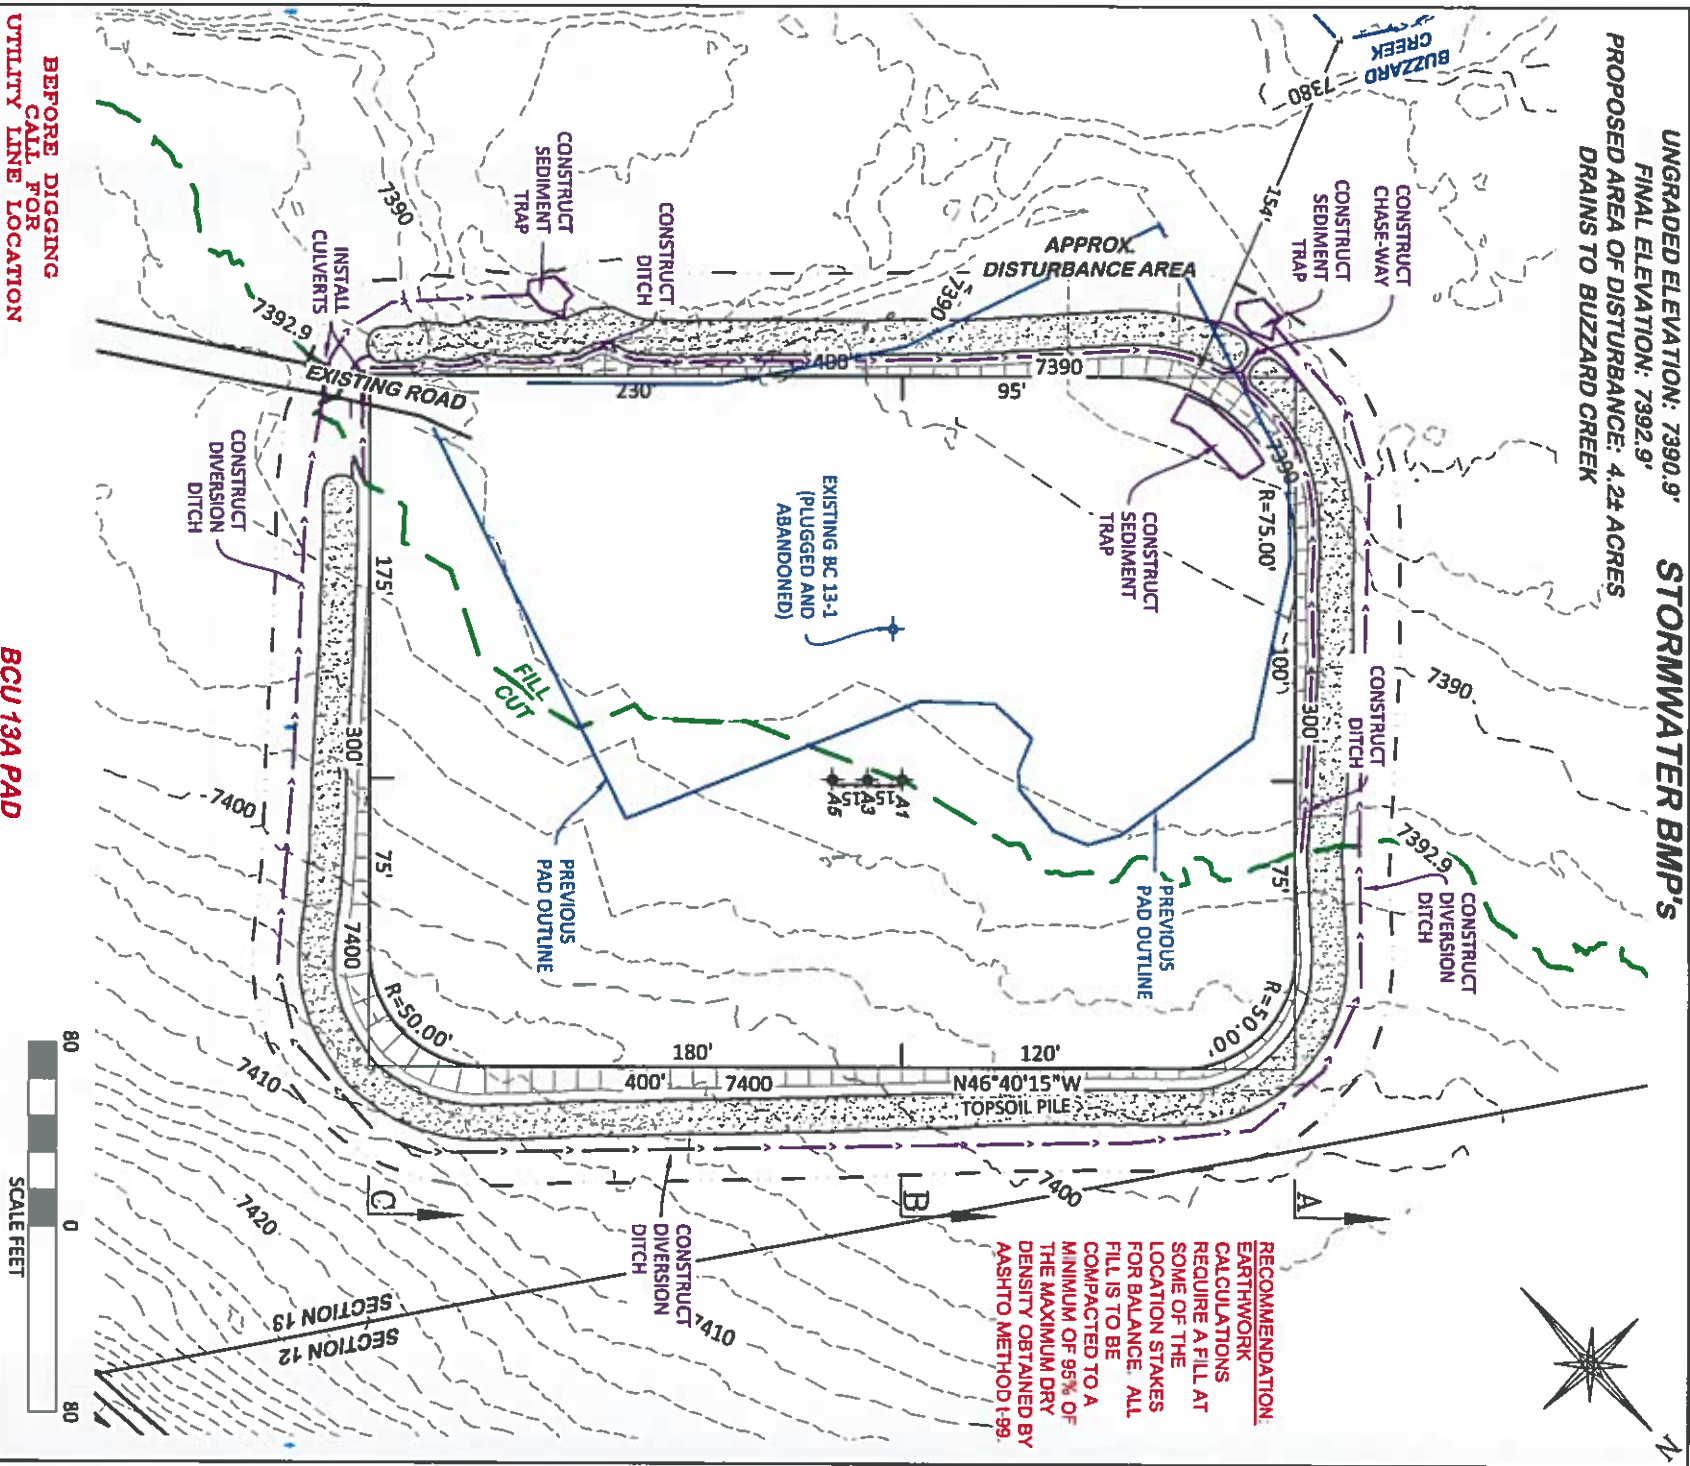 UNGRADED ELEVATION: 7390.9'
FINAL ELEVATION: 7392.9'
PROPOSED AREA OF DISTURBANCE: 4.2± ACRES
DRAINS TO BUZZARD CREEK
STORMWATER BMP's
BUZZARD
CREEK
7380
154'
CONSTRUCT
CHASE-WAY
CONSTRUCT
SEDIMENT
TRAP
APPROX.
DISTURBANCE AREA
CONSTRUCT
DITCH
CONSTRUCT
SEDIMENT
TRAP
7390
7390
INSTALL
CULVERTS
7392.9
EXISTING ROAD
230'
400'
95'
7390
7390
R=75.00'
CONSTRUCT
SEDIMENT
TRAP
EXISTING BC 13-1
(PLUGGED AND
ABANDONED)
CONSTRUCT
DIVERSION
DITCH
175'
FILL
CUT
300'
75'
7400
7400
R=50.00'
A1
15'
A3
15'
A5
PREVIOUS
PAD OUTLINE
PREVIOUS
PAD OUTLINE
100'
300'
75'
CONSTRUCT
DITCH
7390
7392.9
CONSTRUCT
DIVERSION
DITCH
R=50.00'
180'
120'
400'
7400
N46°40'15"W
TOPSOIL PILE
7410
7420
7400
7410
CONSTRUCT
DIVERSION
DITCH
C
B
A
SECTION 13
SECTION 12
RECOMMENDATION:
EARTHWORK
CALCULATIONS
REQUIRE A FILL AT
SOME OF THE
LOCATION STAKES
FOR BALANCE. ALL
FILL IS TO BE
COMPACTED TO A
MINIMUM OF 95% OF
THE MAXIMUM DRY
DENSITY OBTAINED BY
AASHTO METHOD t-99.
N
BEFORE DIGGING
CALL FOR
UTILITY LINE LOCATION
BCU 13A PAD
80
0
80
SCALE FEET